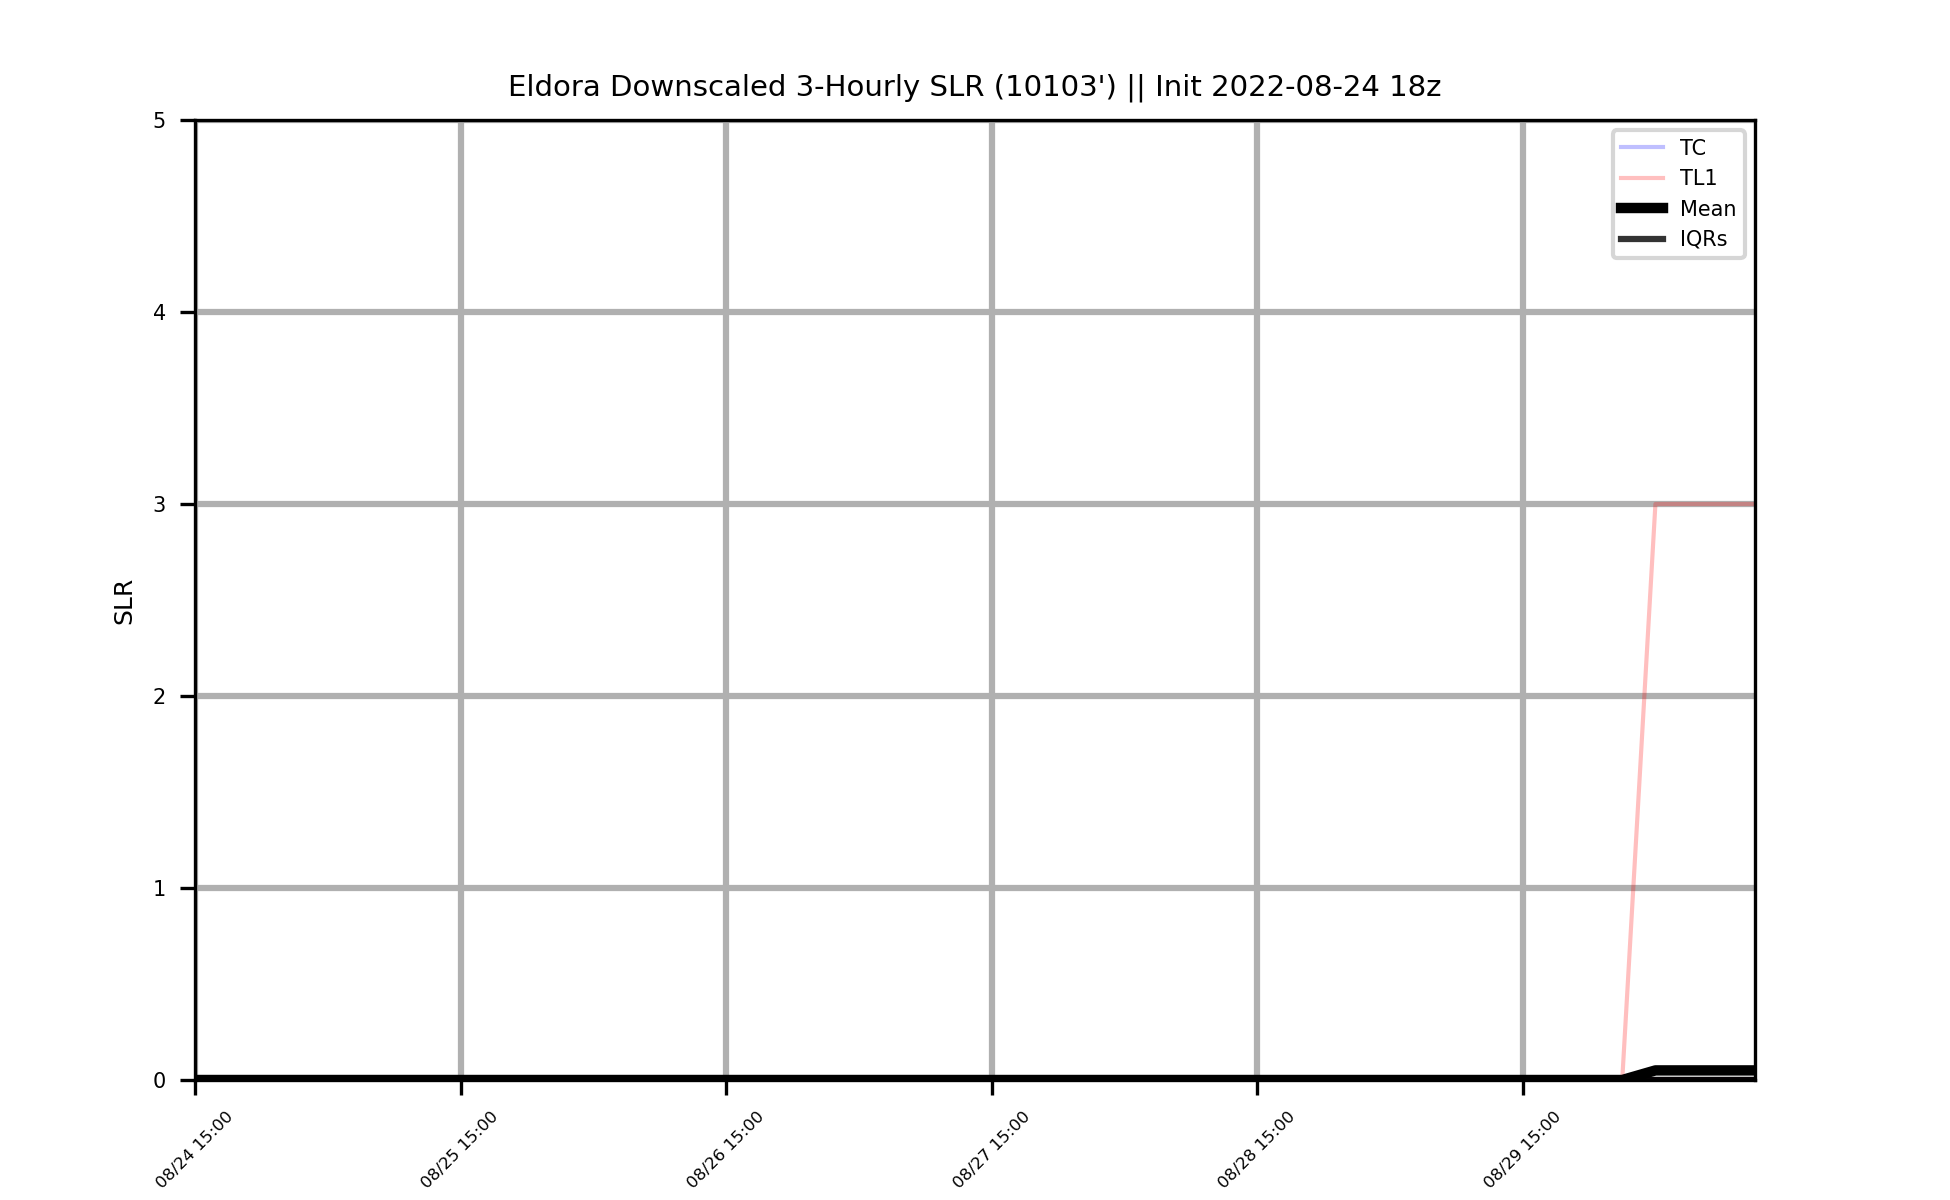 Eldora Downscaled 3-Hourly SLR (10103') || Init 2022-08-24 18z
5
4
3
2
1
0
SLR
TC
TL1
Mean
IQRs
08/24 15:00
08/25 15:00
08/26 15:00
08/27 15:00
08/28 15:00
08/29 15:00